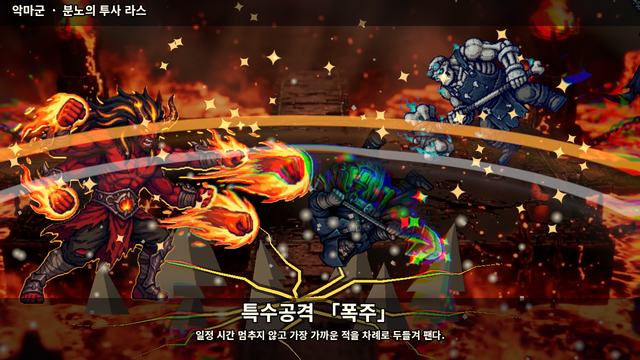 악마군 · 분노의 투사 라스
특수공격 「폭주」
일정 시간 멈추지 않고 가장 가까운 적을 차례로 두들겨 팬다.